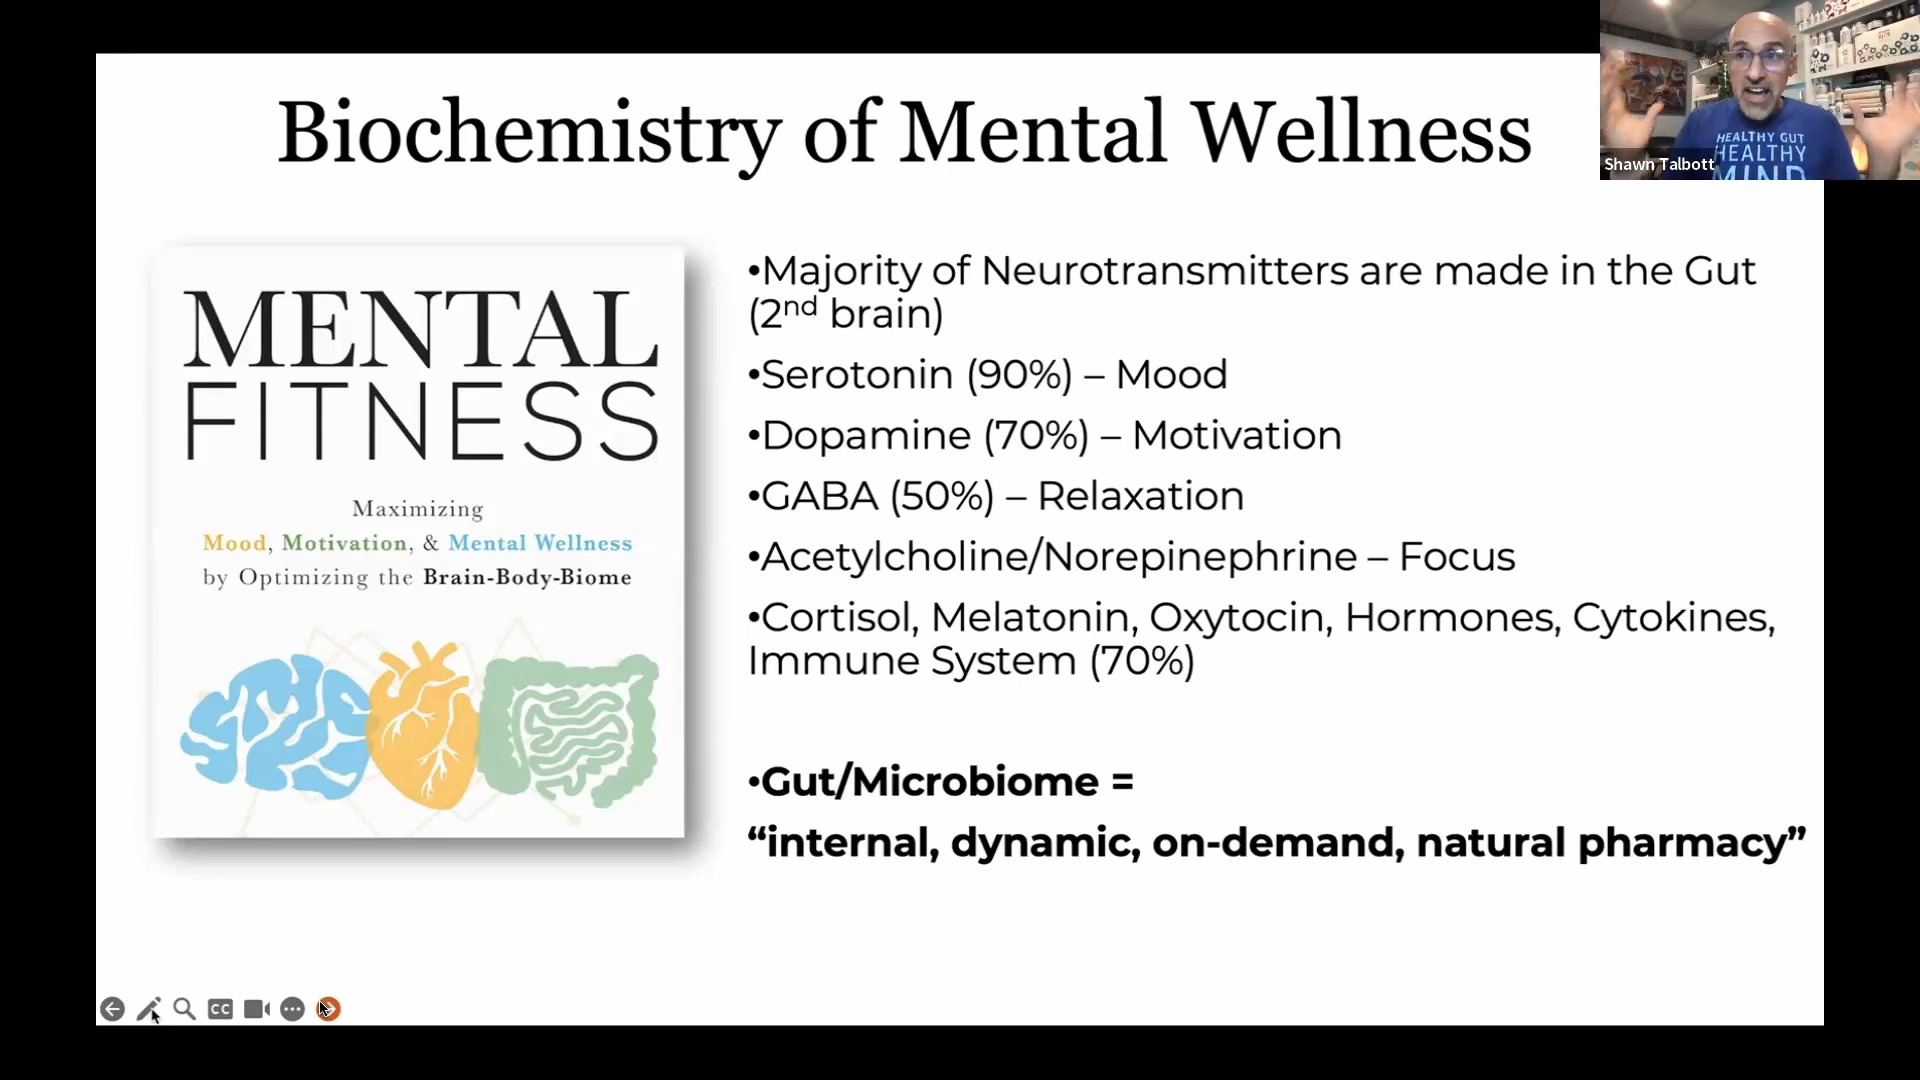 Biochemistry of Mental Wellness
Shawn Talbott
HEALTHY GUT
HEALTHY
MIND
Love
MENTAL
FITNESS
Maximizing
Mood, Motivation, & Mental Wellness
by Optimizing the Brain-Body-Biome
•Majority of Neurotransmitters are made in the Gut
(2nd brain)
•Serotonin (90%) – Mood
•Dopamine (70%) – Motivation
•GABA (50%) – Relaxation
•Acetylcholine/Norepinephrine – Focus
•Cortisol, Melatonin, Oxytocin, Hormones, Cytokines,
Immune System (70%)
•Gut/Microbiome =
“internal, dynamic, on-demand, natural pharmacy”
CC